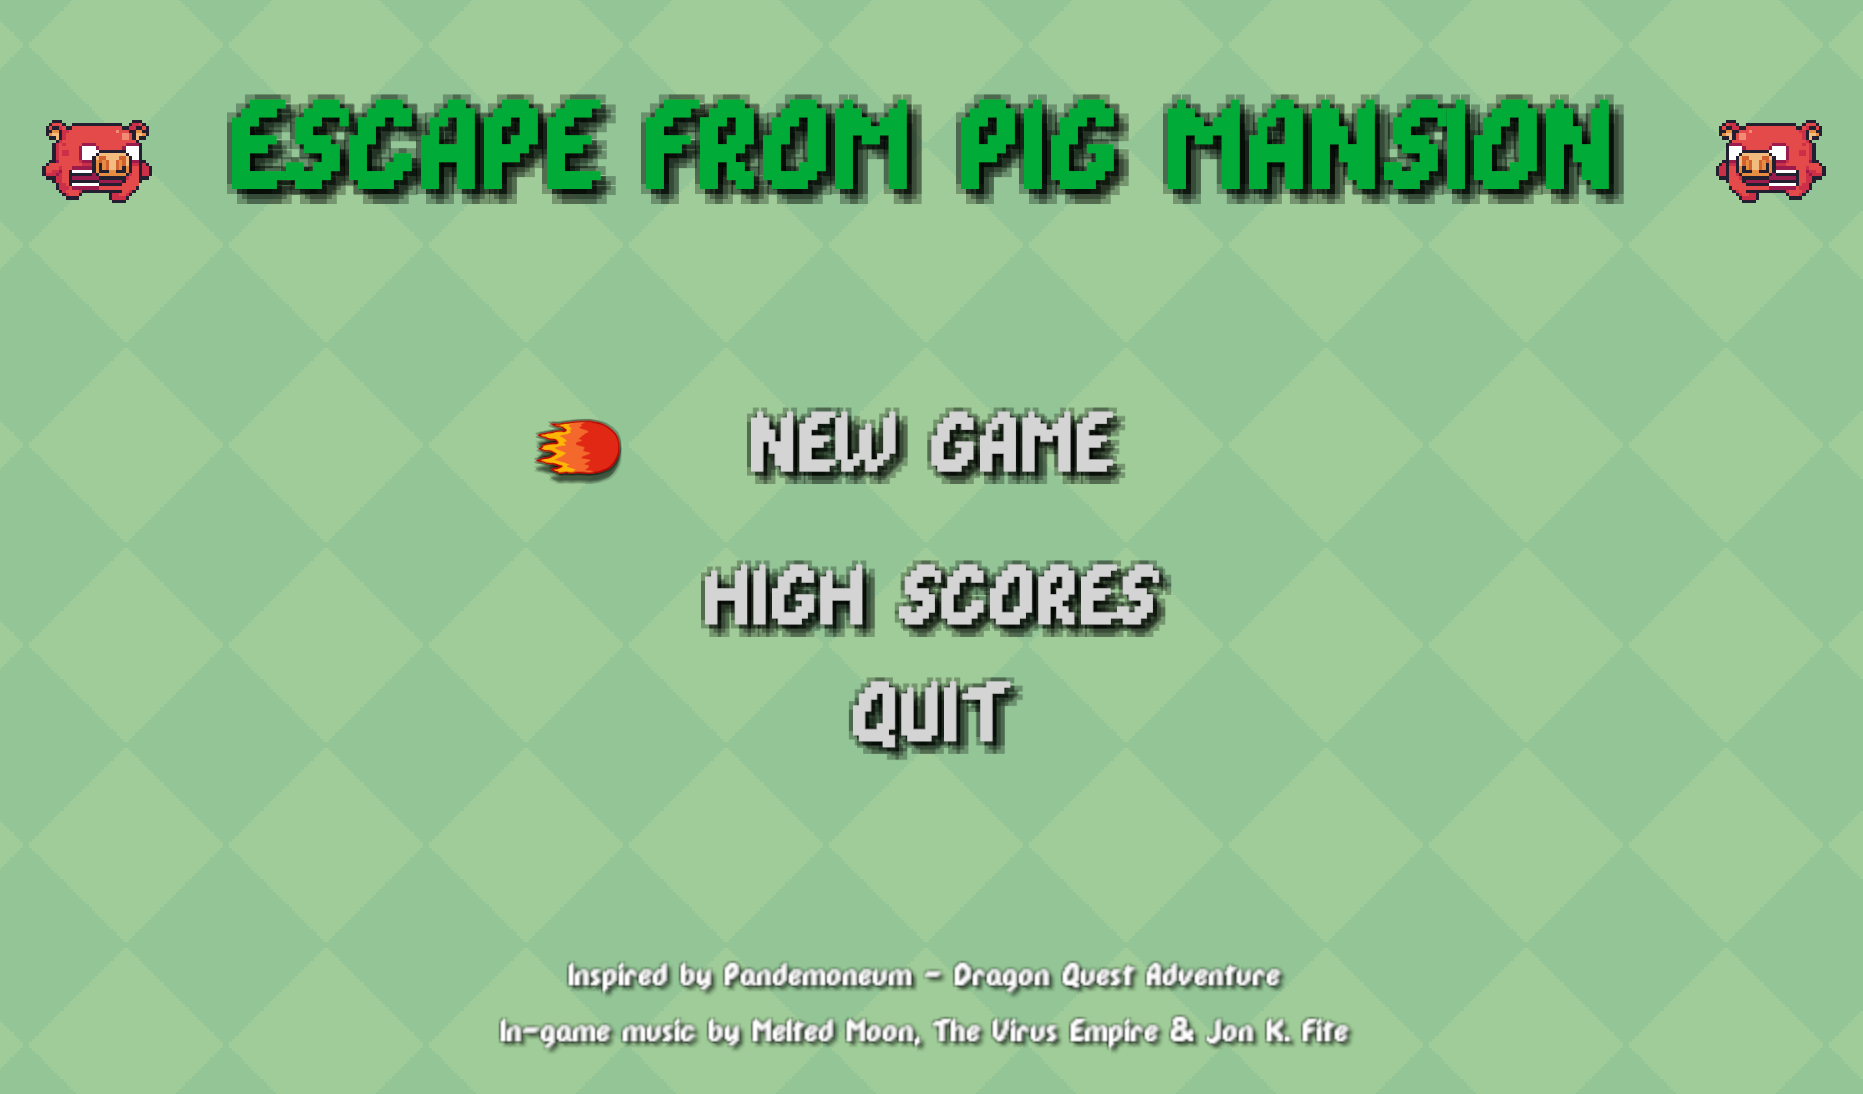 ESCAPE FROM PIG MANSION
NEW GAME
HIGH SCORES
QUIT
Inspired by Pandemoneum - Dragon Quest Adventure
In-game music by Melted Moon, The Virus Empire & Jon K. Fite